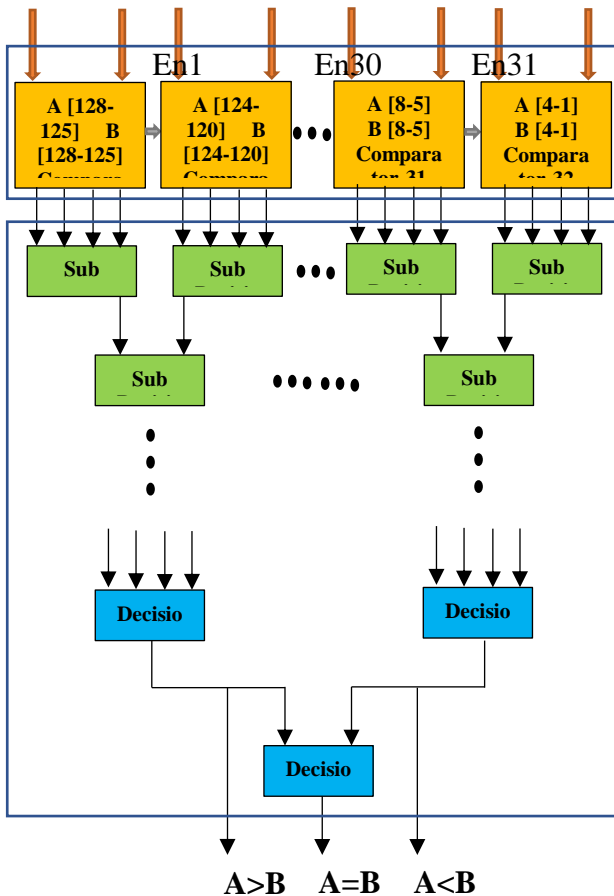 En1 En30 En31
A [128-
125] B
[128-125]
A [124-
120] B
[124-120]
A [8-5]
B [8-5]
Compara
A [4-1]
B [4-1]
Compara
Sub
Sub
Sub
Sub
Sub
Sub
Decisio
Decisio
Decisio
A>B A=B A<B